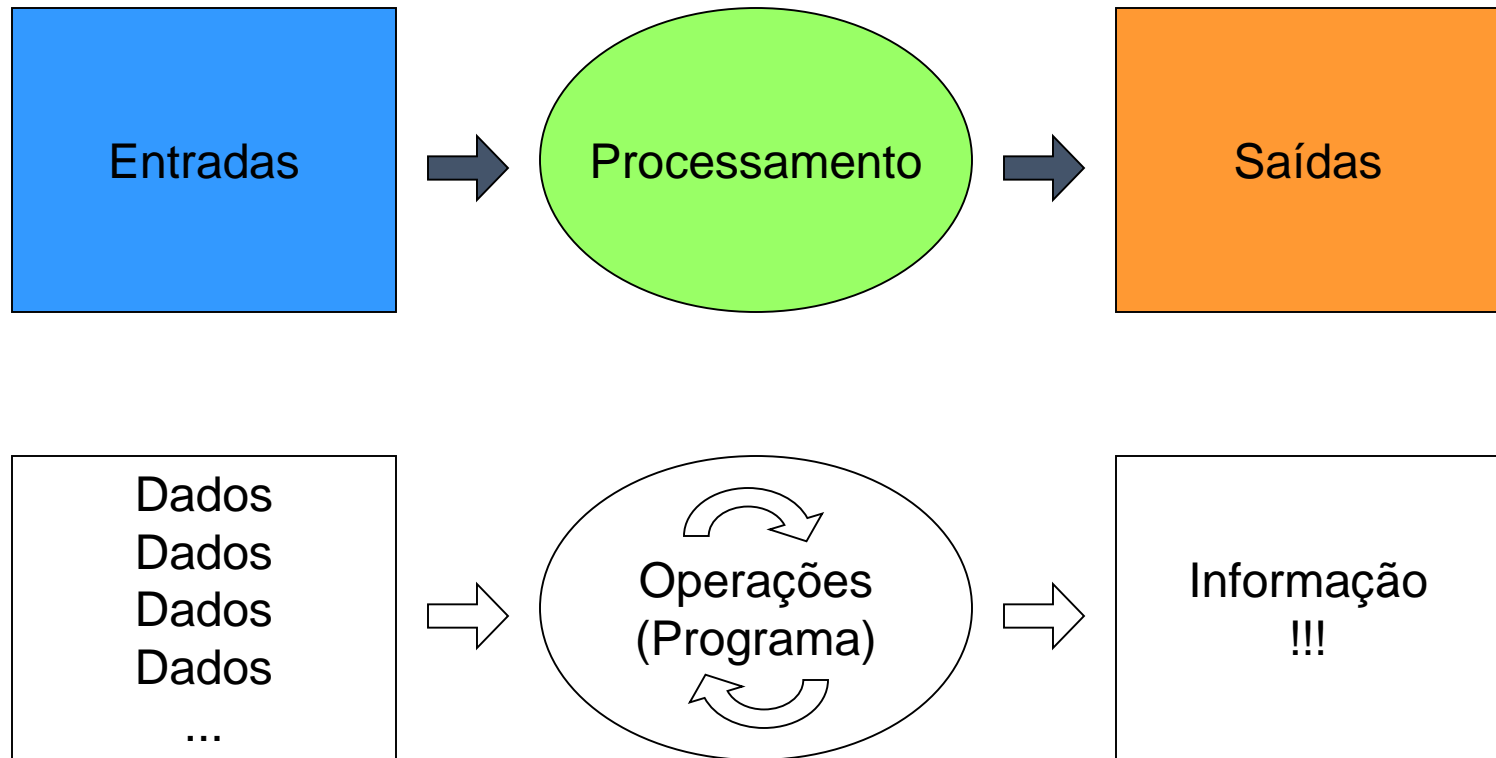 Entradas
Processamento
Saídas
Dados
Dados
Dados
Dados
...
Operações
(Programa)
Informação
!!!